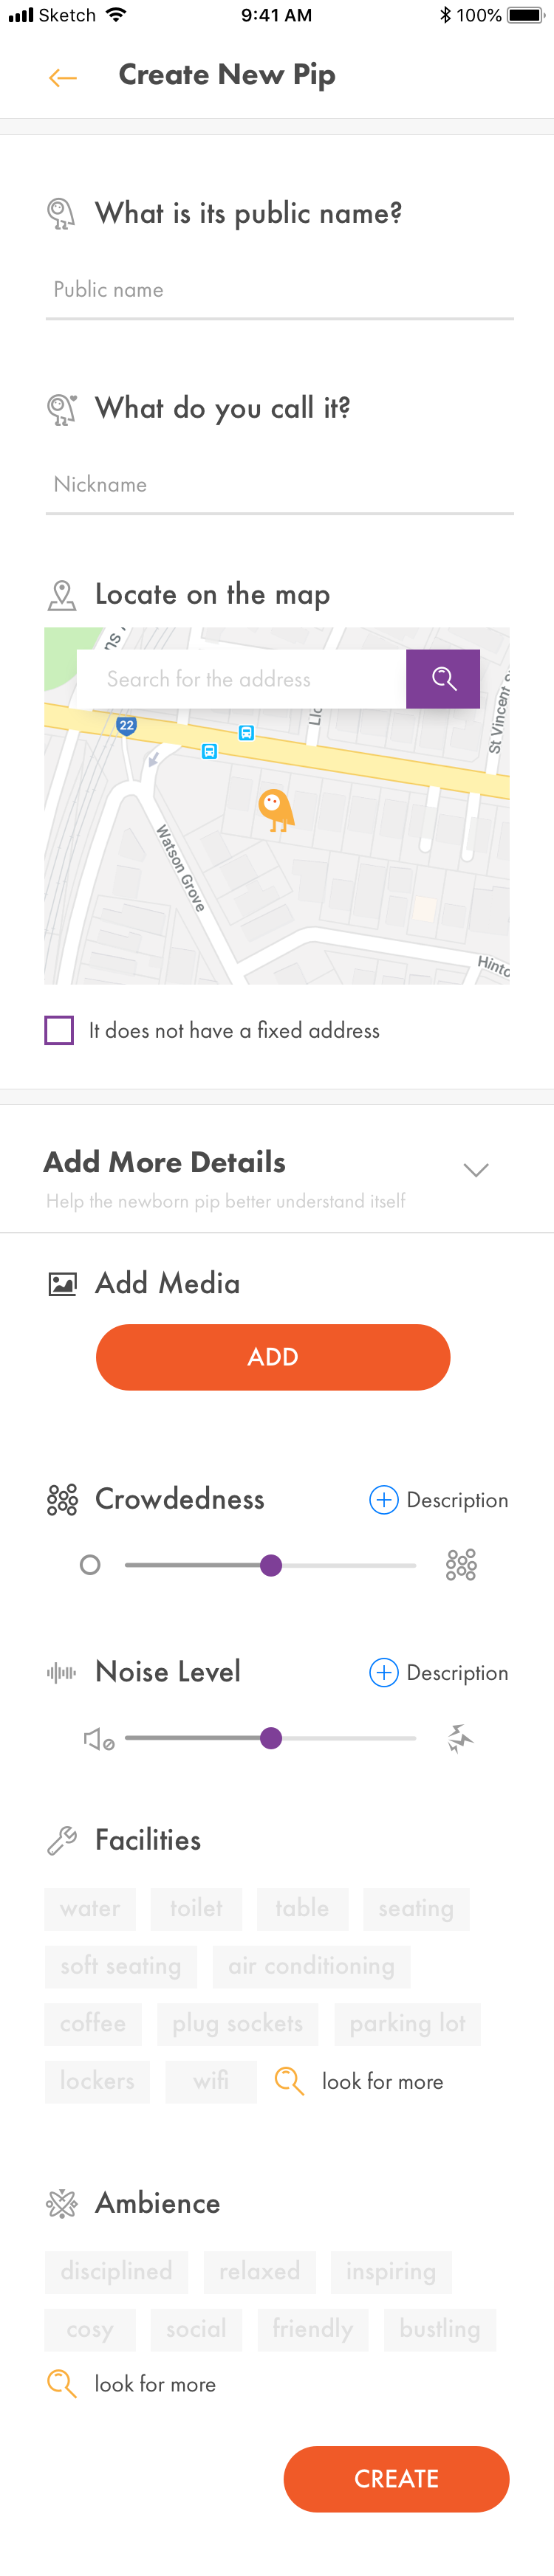 Sketch 9:41 AM 100%
Create New Pip
What is its public name?
Public name
What do you call it?
Nickname
Locate on the map
Search for the address
St Vincent
22
Watson Grove
Hinto
It does not have a fixed address
Add More Details
Help the newborn pip better understand itself
Add Media
ADD
Crowdedness Description
Noise Level Description
Facilities
water toilet table seating
soft seating air conditioning
coffee plug sockets parking lot
lockers wifi look for more
Ambience
disciplined relaxed inspiring
cosy social friendly bustling
look for more
CREATE